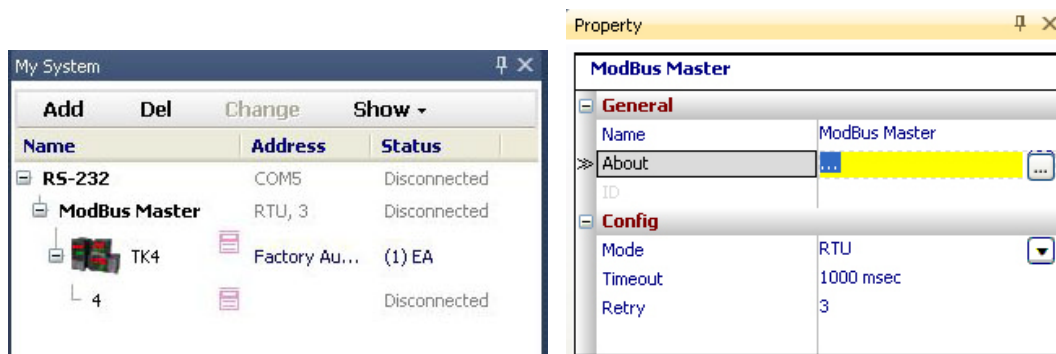 My System
Add Del Change Show
Name Address Status
RS-232 COM5 Disconnected
ModBus Master RTU, 3 Disconnected
TK4 Factory Au... (1) EA
4 Disconnected
Property
ModBus Master
General
Name ModBus Master
About ... ...
ID
Config
Mode RTU
Timeout 1000 msec
Retry 3